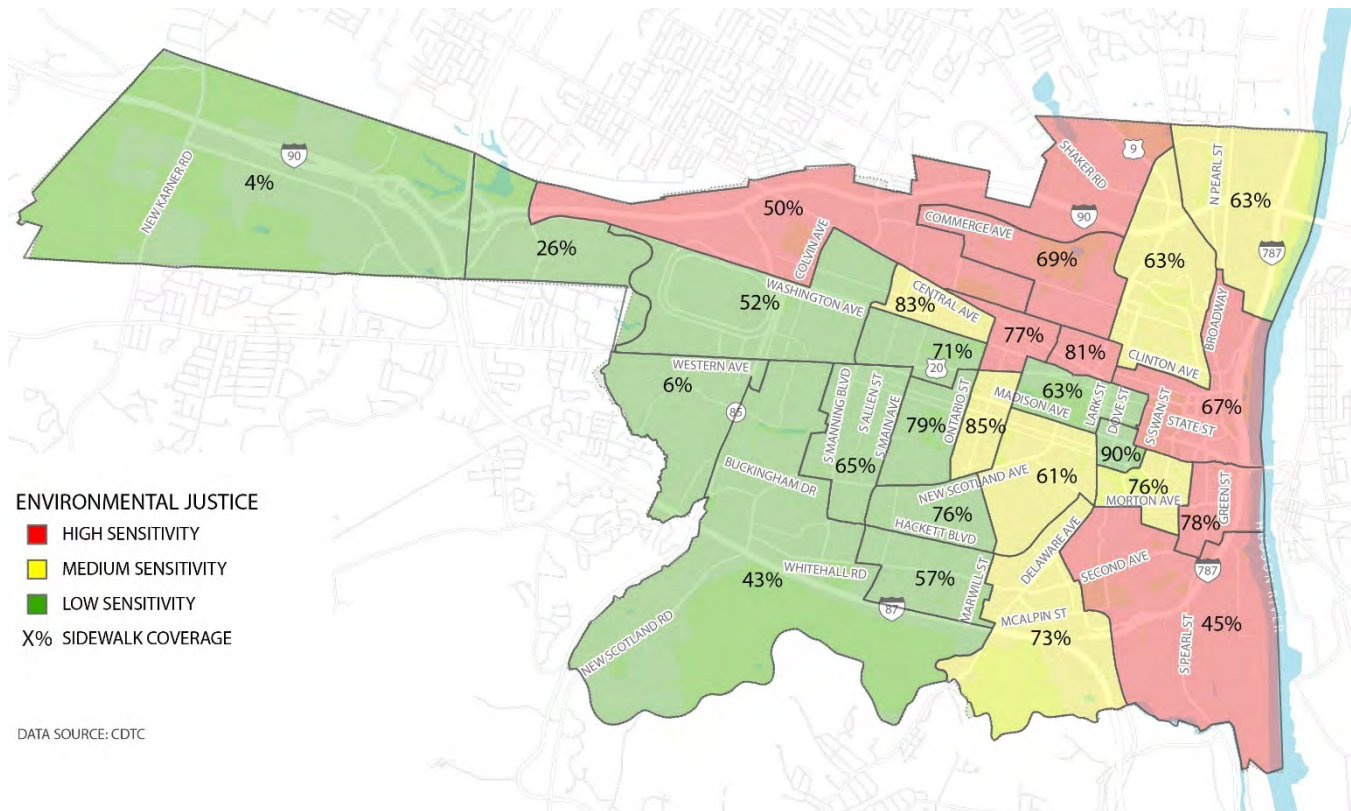 SHAKER RD
9
N PEARL ST
90
4%
NEW KARNER RD
50%
COMMERCE AVE
90
63%
787
26%
COLVIN AVE
69%
63%
52%
WASHINGTON AVE
83%
CENTRAL AVE
BROADWAY
77%
81%
CLINTON AVE
71%
20
WESTERN AVE
6%
85
S MANNING BLVD
S ALLEN ST
S MAIN AVE
79%
ONTARIO ST
85%
MADISON AVE
63%
LARK ST
DOVE ST
S SWAN ST
67%
STATE ST
90%
65%
BUCKINGHAM DR
NEW SCOTLAND AVE
61%
76%
MORTON AVE
GREEN ST
78%
76%
HACKETT BLVD
DELAWARE AVE
SECOND AVE
787
HUDSON RIVER
43%
WHITEHALL RD
57%
MARWILL ST
87
MCALPIN ST
73%
S PEARL ST
45%
NEW SCOTLAND RD
ENVIRONMENTAL JUSTICE
HIGH SENSITIVITY
MEDIUM SENSITIVITY
LOW SENSITIVITY
X% SIDEWALK COVERAGE
DATA SOURCE: CDTC